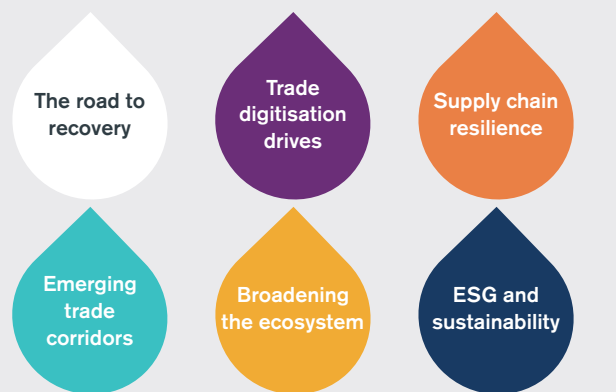 The road to
recovery
Trade
digitisation
drives
Supply chain
resilience
Emerging
trade
corridors
Broadening
the ecosystem
ESG and
sustainability